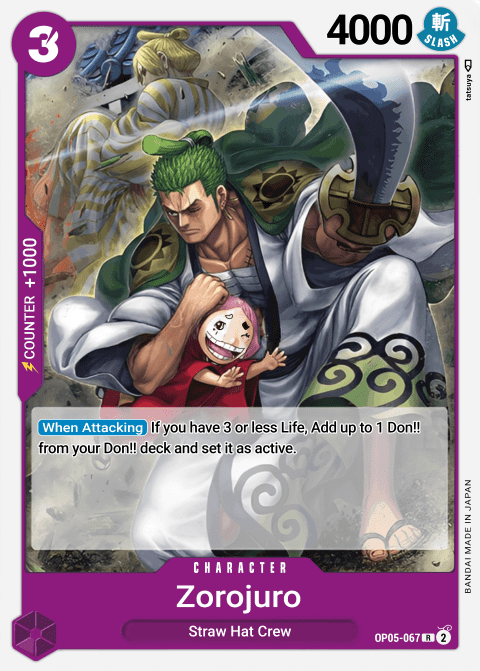 3
4000
斬
SLASH
tatsuya
COUNTER +1000
When Attacking If you have 3 or less Life, Add up to 1 Don!!
from your Don!! deck and set it as active.
BANDAI MADE IN JAPAN
CHARACTER
Zorojuro
Straw Hat Crew
OP05-067 R 2